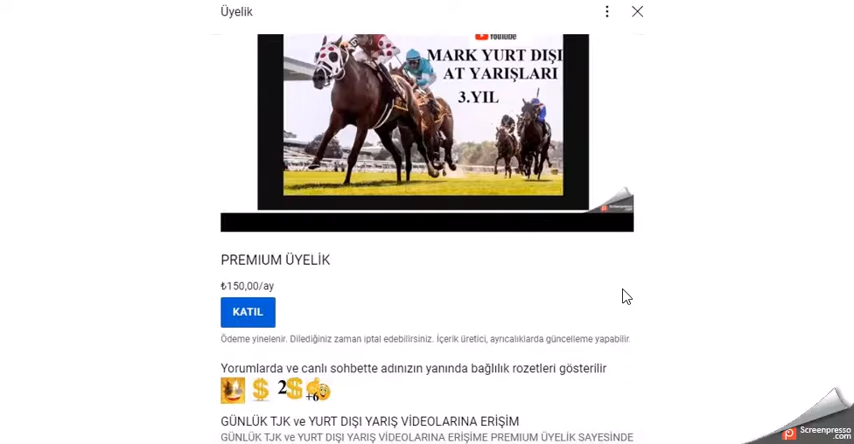 Üyelik
YouTube
MARK YURT DIŞI
AT YARIŞLARI
3.YIL
Screenpresso
.com
PREMIUM ÜYELİK
₺150,00/ay
KATIL
Ödeme yinelenir. Dilediğiniz zaman iptal edebilirsiniz. İçerik üretici, ayrıcalıklarda güncelleme yapabilir.
Yorumlarda ve canlı sohbette adınızın yanında bağlılık rozetleri gösterilir
2
+6
GÜNLÜK TJK ve YURT DIŞI YARIŞ VİDEOLARINA ERİŞİM
GÜNLÜK TJK ve YURT DIŞI YARIŞ VİDEOLARINA ERİŞİME PREMIUM ÜYELİK SAYESİNDE
Screenpresso
.com